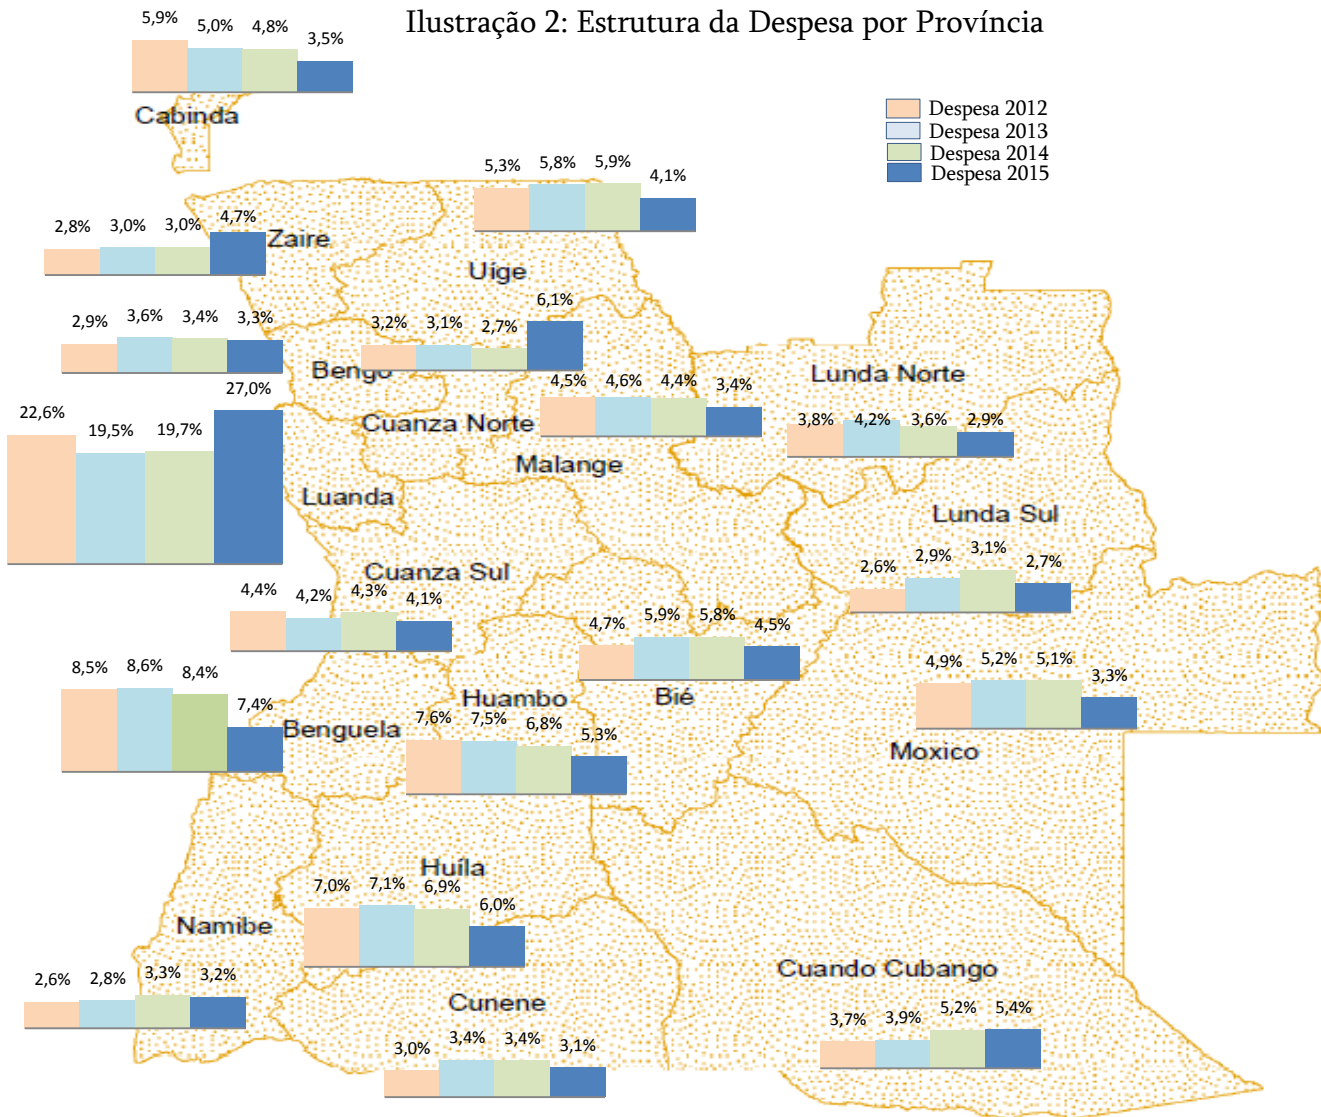 Ilustração 2: Estrutura da Despesa por Província
5,9% 5,0% 4,8% 3,5%
Cabinda
Despesa 2012
Despesa 2013
Despesa 2014
Despesa 2015
5,3% 5,8% 5,9% 4,1%
Uíge
2,8% 3,0% 3,0% 4,7%
Zaire
2,9% 3,6% 3,4% 3,3%
Bengo
3,2% 3,1% 2,7% 6,1%
Cuanza Norte
4,5% 4,6% 4,4% 3,4%
Malange
Lunda Norte
3,8% 4,2% 3,6% 2,9%
22,6% 19,5% 19,7% 27,0%
Luanda
Lunda Sul
2,6% 2,9% 3,1% 2,7%
Cuanza Sul
4,4% 4,2% 4,3% 4,1%
4,7% 5,9% 5,8% 4,5%
Bié
4,9% 5,2% 5,1% 3,3%
Moxico
8,5% 8,6% 8,4% 7,4%
Benguela
Huambo
7,6% 7,5% 6,8% 5,3%
Huíla
7,0% 7,1% 6,9% 6,0%
Namibe
2,6% 2,8% 3,3% 3,2%
Cuando Cubango
3,7% 3,9% 5,2% 5,4%
Cunene
3,0% 3,4% 3,4% 3,1%